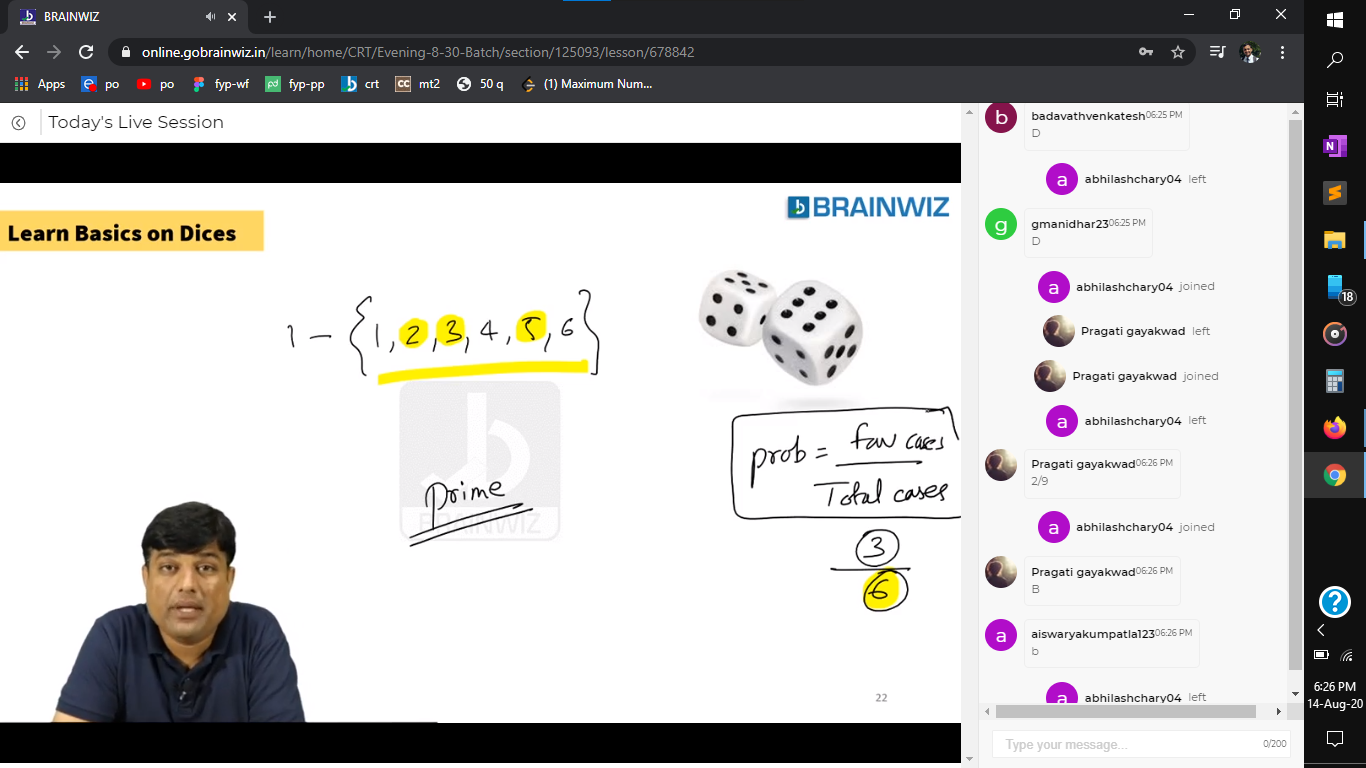 BRAINWIZ
online.gobrainwiz.in/learn/home/CRT/Evening-8-30-Batch/section/125093/lesson/678842
Apps po po fyp-wf fyp-pp crt CC mt2 50 q (1) Maximum Num...
Today's Live Session
BRAINWIZ
Learn Basics on Dices
1 - {1, 2, 3, 4, 5, 6}
prob = fav cases
Total cases
prime
BRAINWIZ
3
6
22
b badavathvenkatesh 06:25 PM
D
a abhilashchary04 left
g gmanidhar23 06:25 PM
D
a abhilashchary04 joined
Pragati gayakwad left
Pragati gayakwad joined
a abhilashchary04 left
Pragati gayakwad 06:26 PM
2/9
a abhilashchary04 joined
Pragati gayakwad 06:26 PM
B
a aiswaryakumpatla123 06:26 PM
b
a abhilashchary04 left
Type your message... 0/200
N
18
?
6:26 PM
14-Aug-20